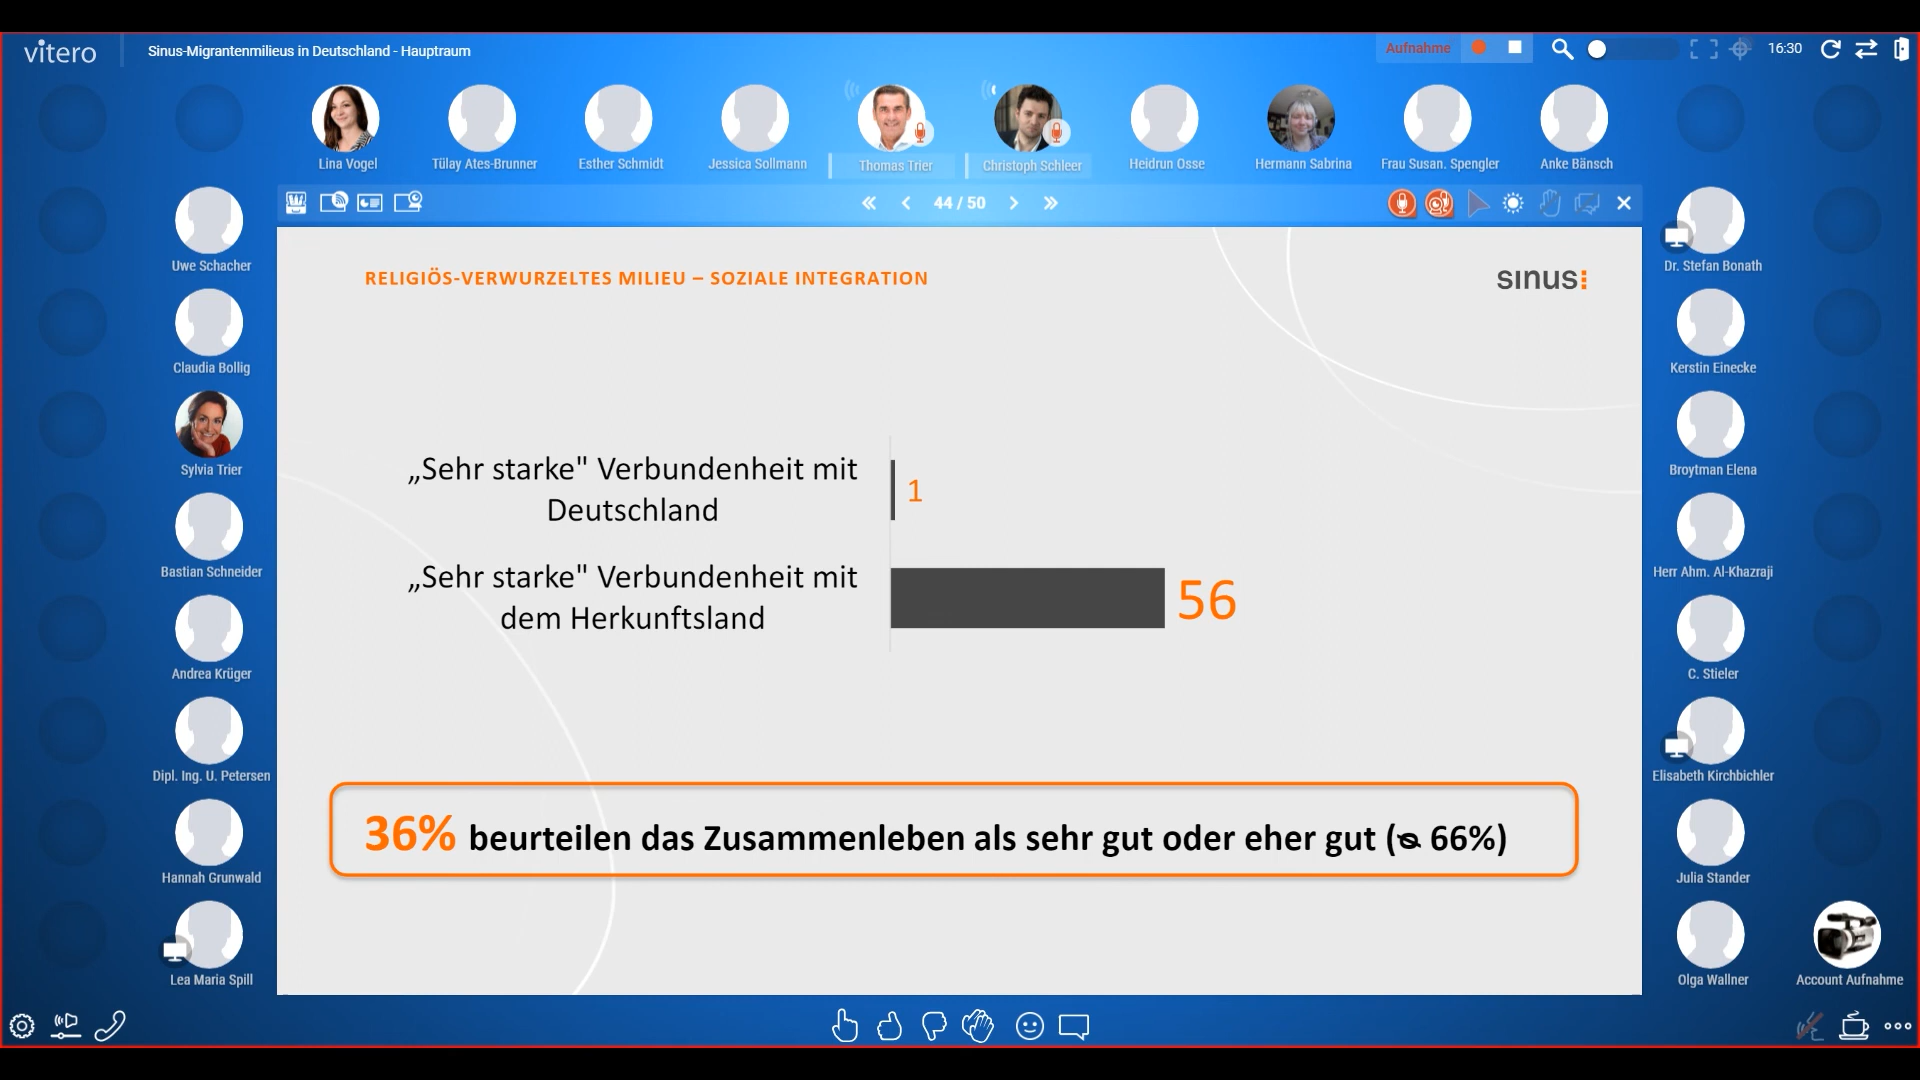 vitero
Sinus-Migrantenmilieus in Deutschland - Hauptraum
Aufnahme
16:30
Lina Vogel
Tülay Ates-Brunner
Esther Schmidt
Jessica Sollmann
Thomas Trier
Christoph Schleer
Heidrun Osse
Hermann Sabrina
Frau Susan. Spengler
Anke Bänsch
44 / 50
Uwe Schacher
Claudia Bollig
Sylvia Trier
Bastian Schneider
Andrea Krüger
Dipl. Ing. U. Petersen
Hannah Grunwald
Lea Maria Spill
RELIGIÖS-VERWURZELTES MILIEU – SOZIALE INTEGRATION
sinus:
„Sehr starke" Verbundenheit mit
Deutschland
1
„Sehr starke" Verbundenheit mit
dem Herkunftsland
56
36% beurteilen das Zusammenleben als sehr gut oder eher gut (ᴓ 66%)
Dr. Stefan Bonath
Kerstin Einecke
Broytman Elena
Herr Ahm. Al-Khazraji
C. Stieler
Elisabeth Kirchbichler
Julia Stander
Olga Wallner
Account Aufnahme